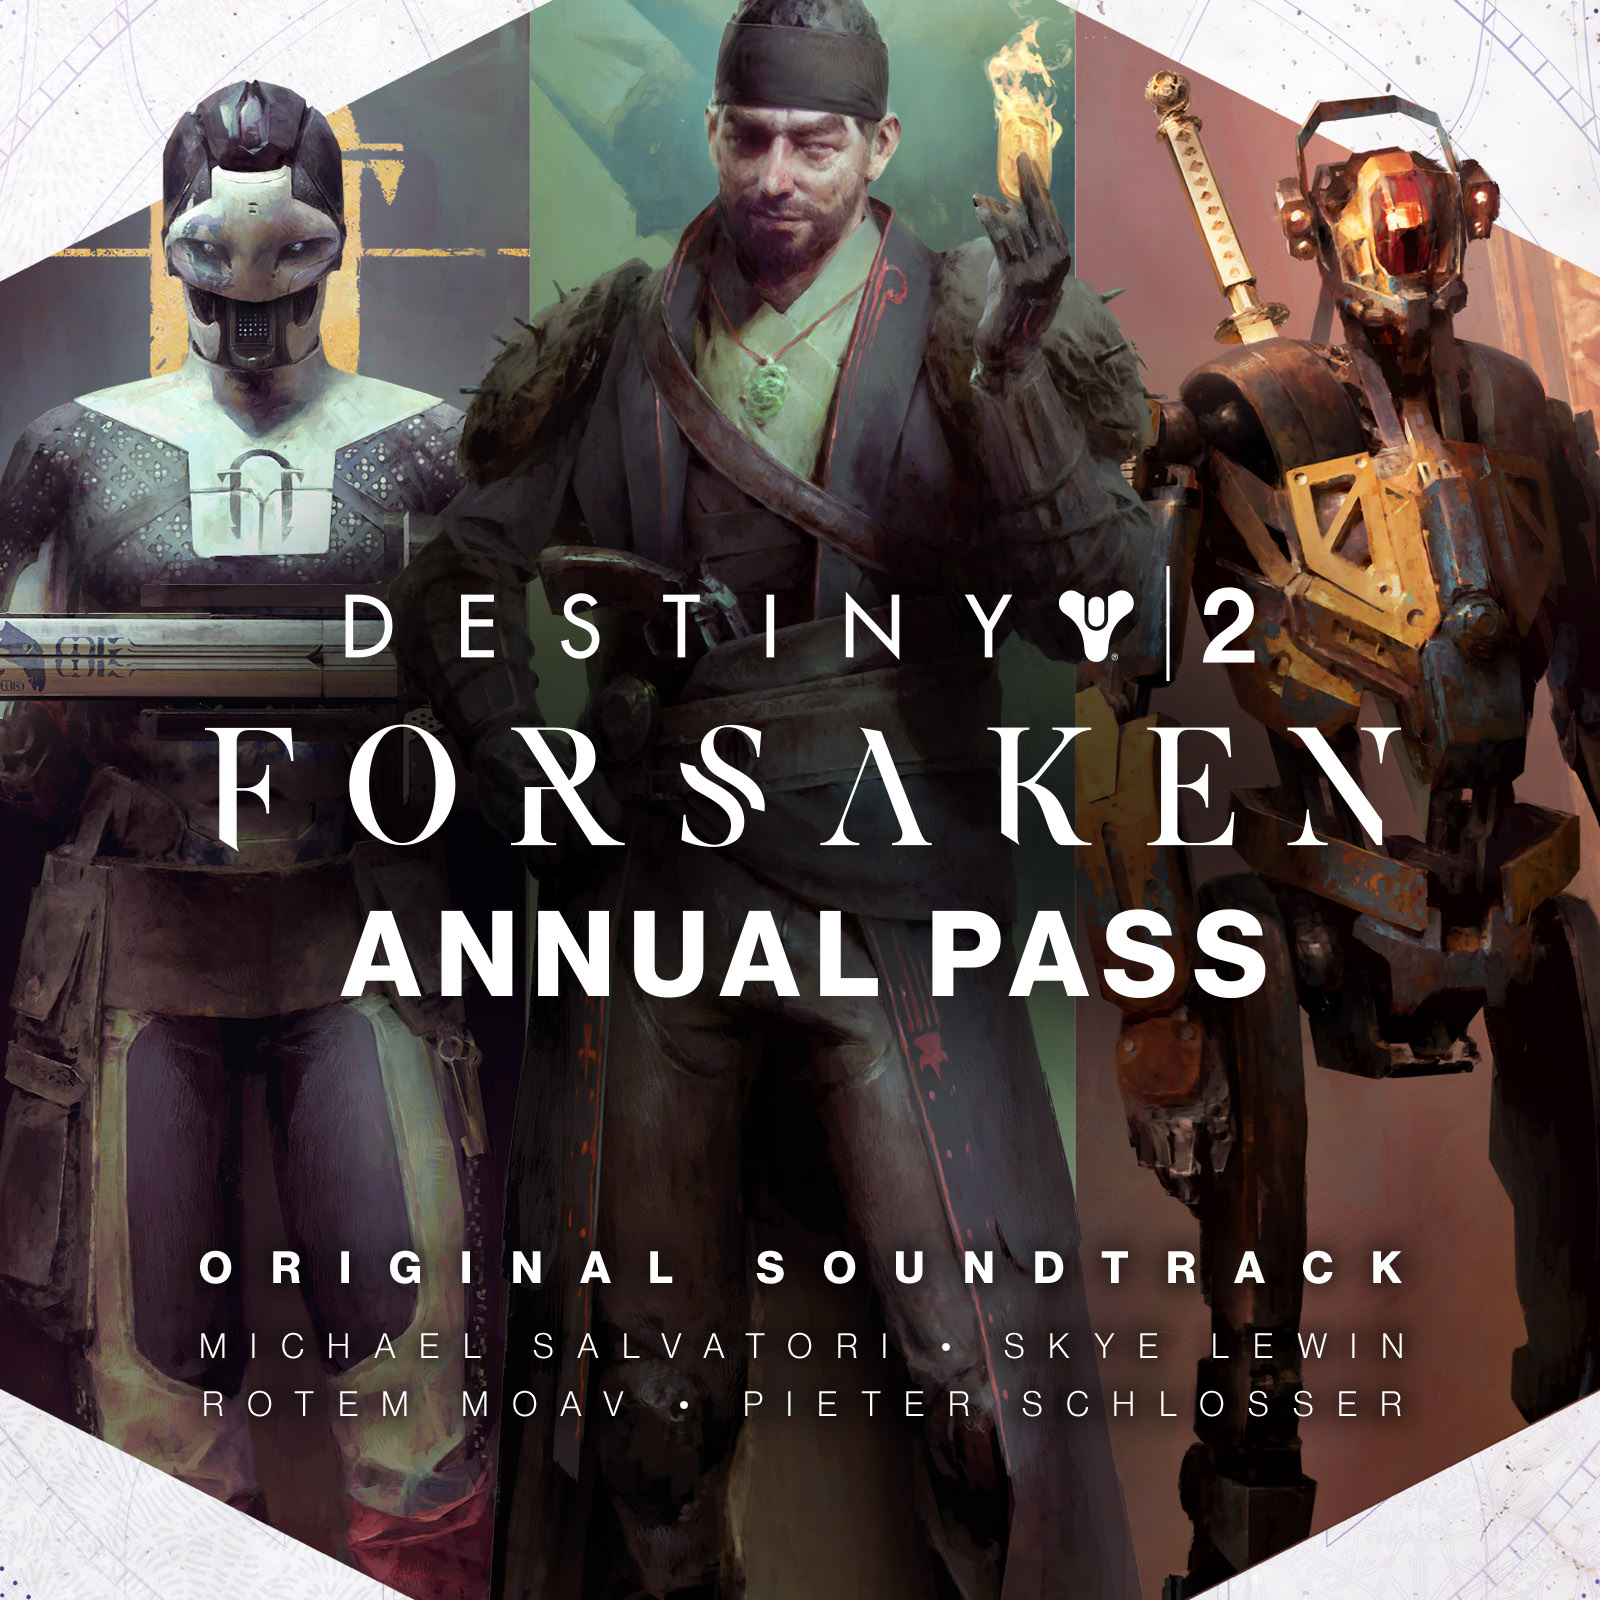 DESTINY 2
FORSAKEN
ANNUAL PASS
ORIGINAL SOUNDTRACK
MICHAEL SALVATORI • SKYE LEWIN
ROTEM MOAV • PIETER SCHLOSSER